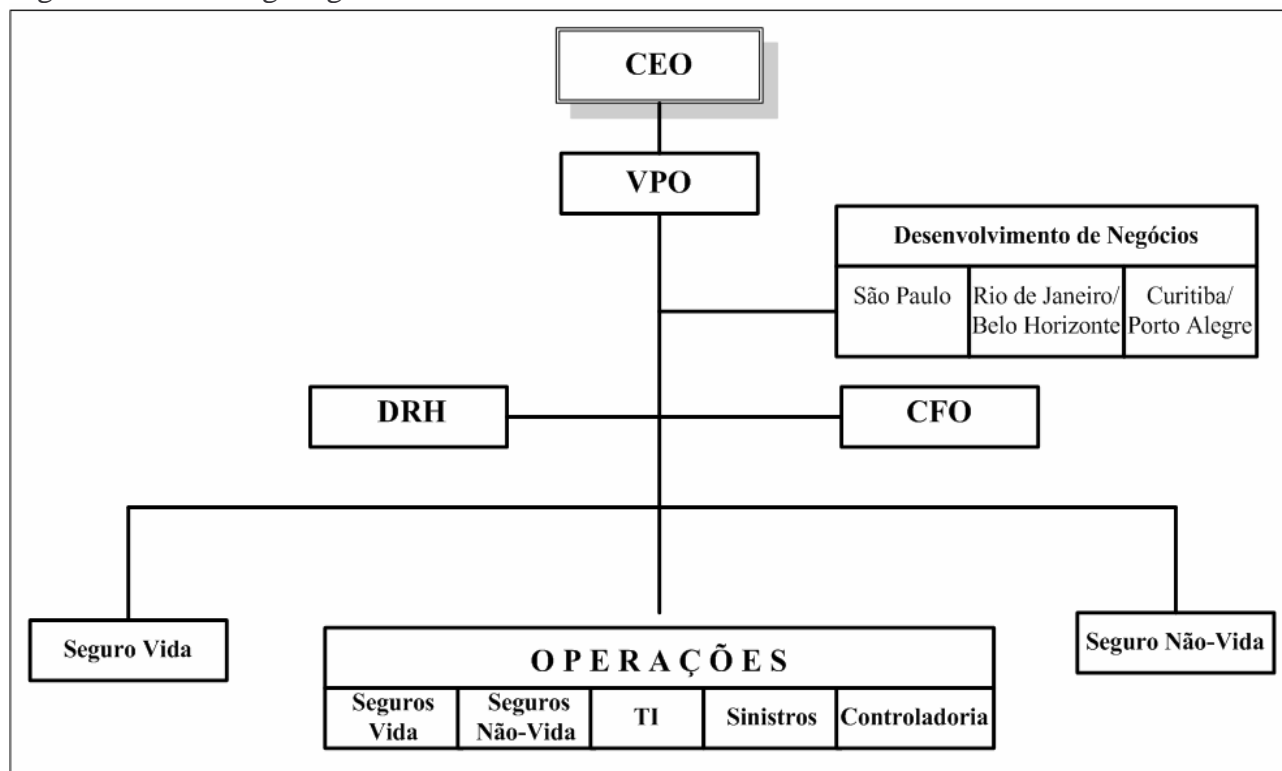 CEO
VPO
Desenvolvimento de Negócios
São Paulo
Rio de Janeiro/
Belo Horizonte
Curitiba/
Porto Alegre
DRH
CFO
Seguro Vida
Seguro Não-Vida
O P E R A Ç Õ E S
Seguros
Vida
Seguros
Não-Vida
TI
Sinistros
Controladoria